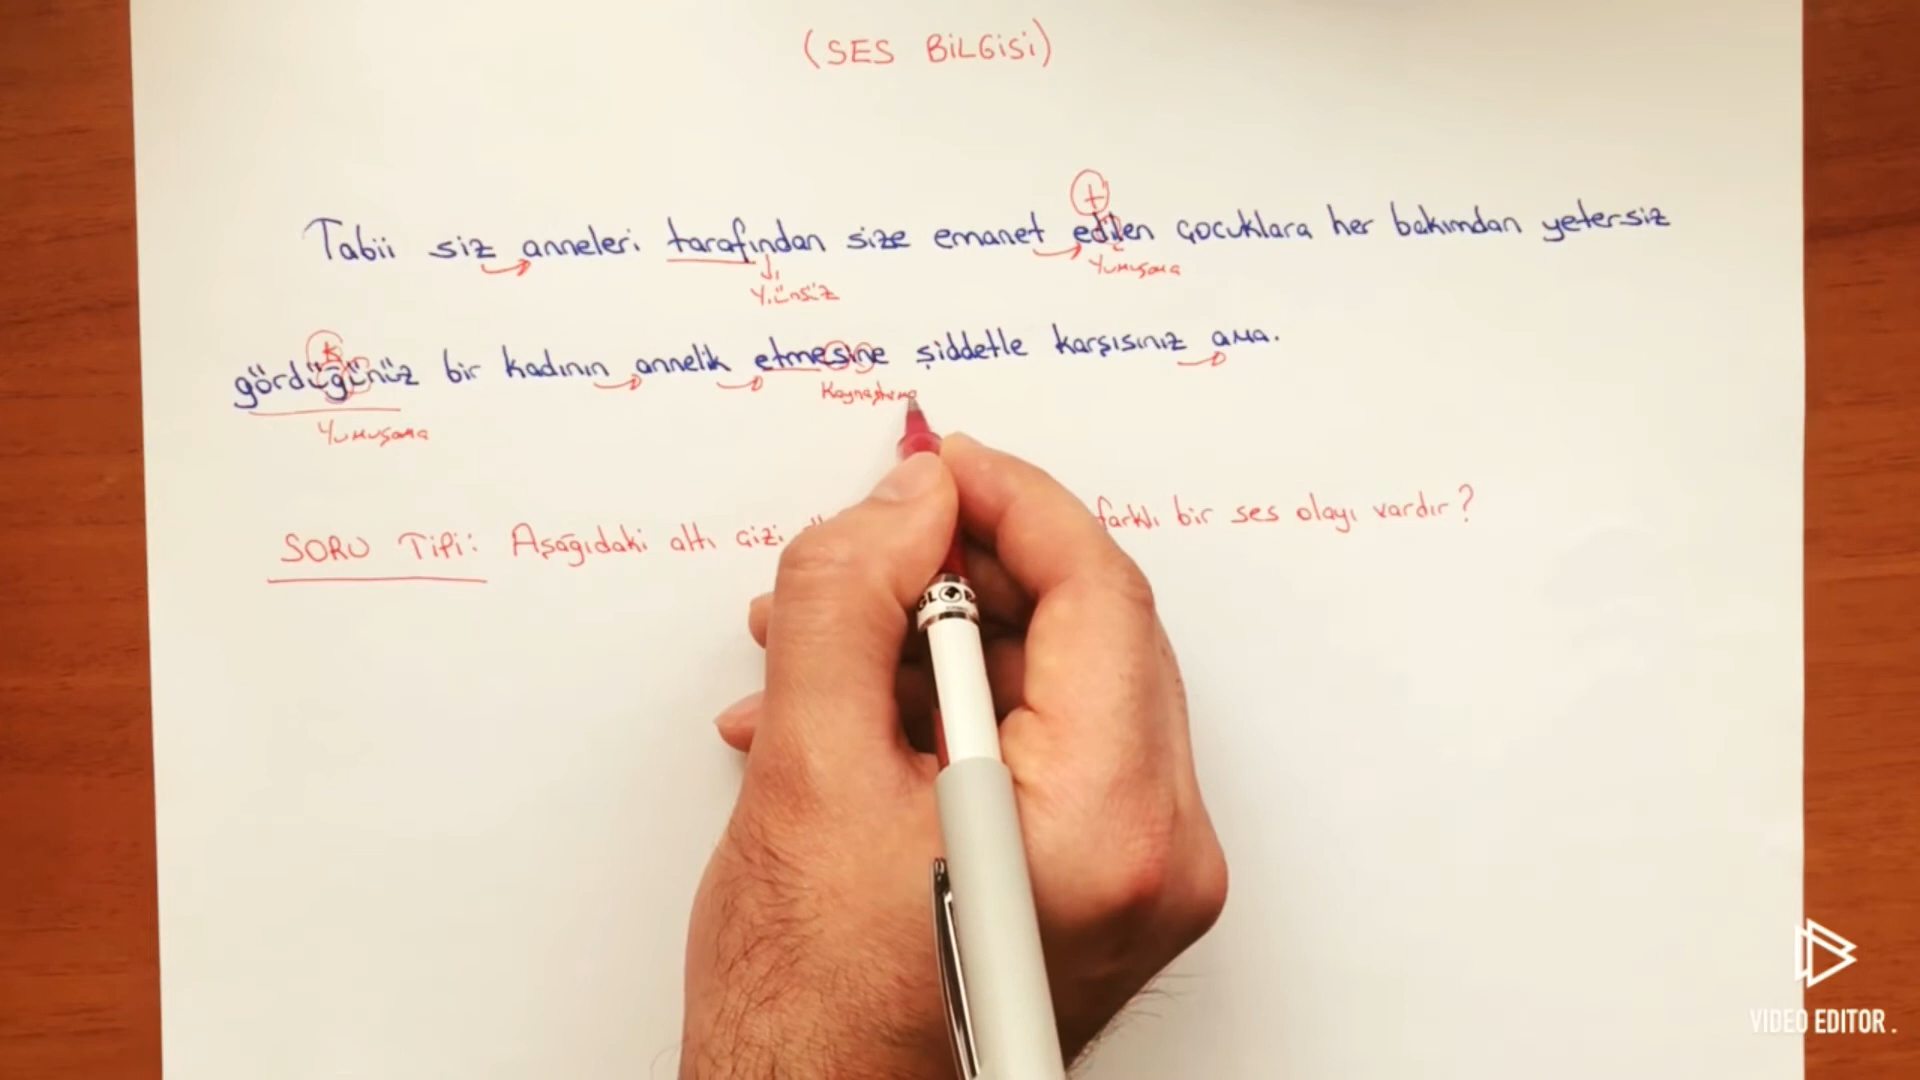 (SES BİLGİSİ)
+
Tabii siz anneleri tarafından size emanet edilen çocuklara her bakımdan yetersiz
Yumuşama
Y. ünsüz
k
gördüğünüz bir kadının annelik etmesine şiddetle karşısınız ama.
Kaynaştırma
Yumuşama
SORU TİPİ: Aşağıdaki altı çizi farklı bir ses olayı vardır?
GLOB
VIDEO EDITOR .